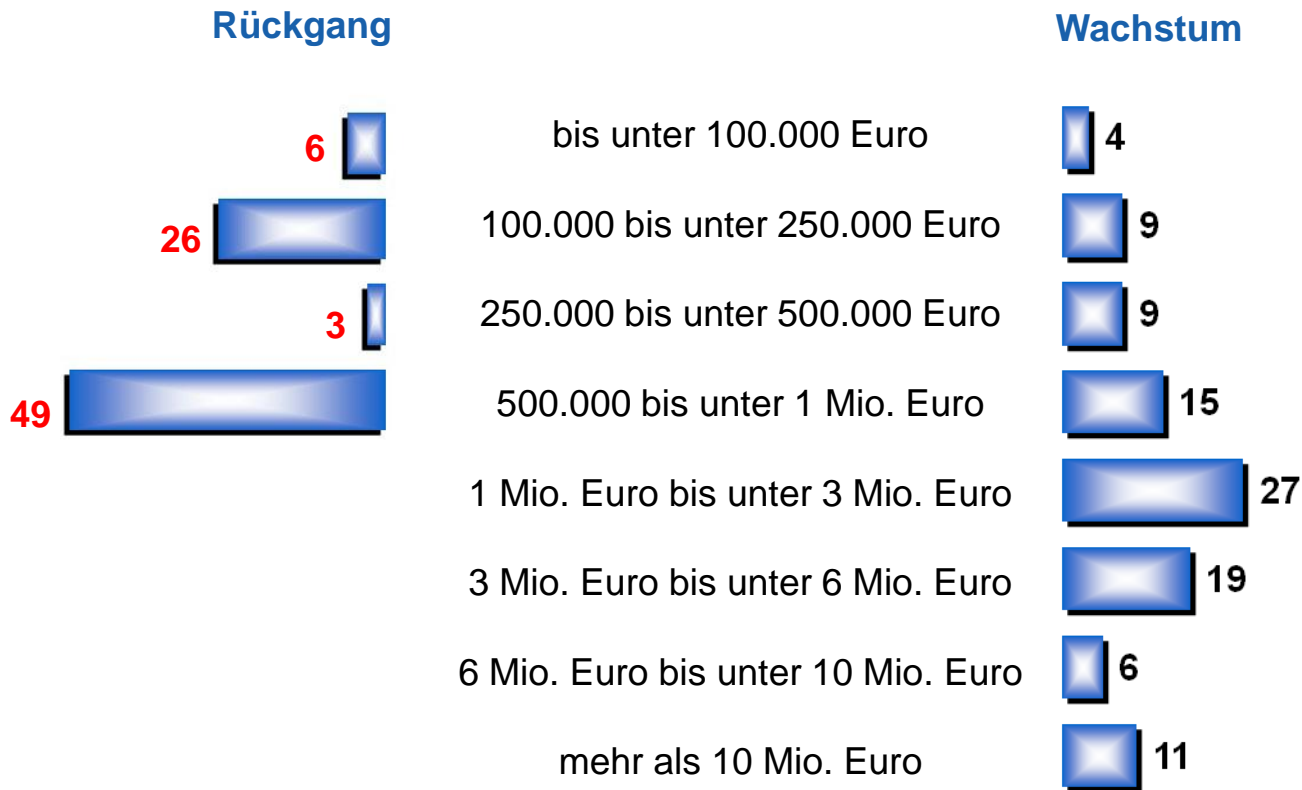 Rückgang Wachstum
6 bis unter 100.000 Euro 4
26 100.000 bis unter 250.000 Euro 9
3 250.000 bis unter 500.000 Euro 9
49 500.000 bis unter 1 Mio. Euro 15
1 Mio. Euro bis unter 3 Mio. Euro 27
3 Mio. Euro bis unter 6 Mio. Euro 19
6 Mio. Euro bis unter 10 Mio. Euro 6
mehr als 10 Mio. Euro 11